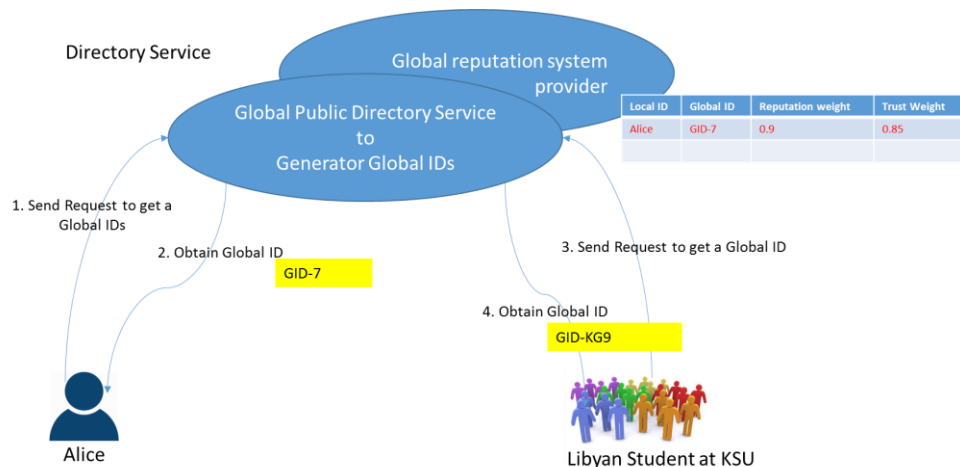 Directory Service
Global reputation system
provider
Global Public Directory Service
to
Generator Global IDs
Local ID Global ID Reputation weight Trust Weight
Alice GID-7 0.9 0.85
1. Send Request to get a
Global IDs
2. Obtain Global ID
GID-7
3. Send Request to get a Global ID
4. Obtain Global ID
GID-KG9
Alice
Libyan Student at KSU